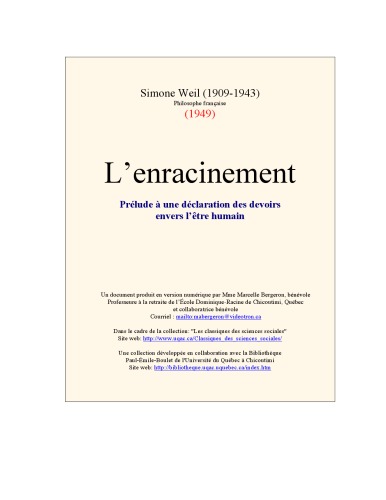 Simone Weil (1909-1943)
Philosophe française
(1949)
L’enracinement
Prélude à une déclaration des devoirs
envers l’être humain
Un document produit en version numérique par Mme Marcelle Bergeron, bénévole
Professeure à la retraite de l’École Dominique-Racine de Chicoutimi, Québec
et collaboratrice bénévole
Courriel : mailto:mabergeron@videotron.ca
Dans le cadre de la collection: "Les classiques des sciences sociales"
Site web: http://www.uqac.ca/Classiques_des_sciences_sociales/
Une collection développée en collaboration avec la Bibliothèque
Paul-Émile-Boulet de l'Université du Québec à Chicoutimi
Site web: http://bibliotheque.uqac.uquebec.ca/index.htm